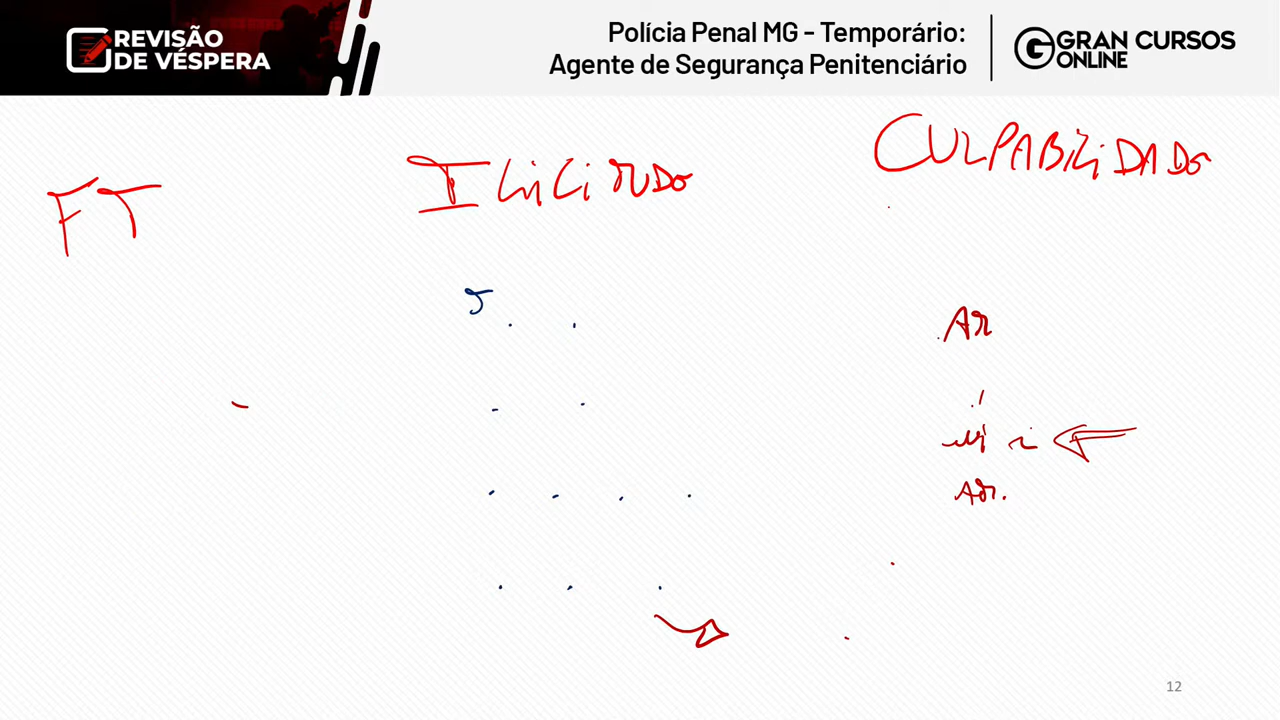 REVISÃO
DE VÉSPERA
Polícia Penal MG - Temporário:
Agente de Segurança Penitenciário
GRAN CURSOS
ONLINE
FT
ILICITUDE
CULPABILIDADE
12